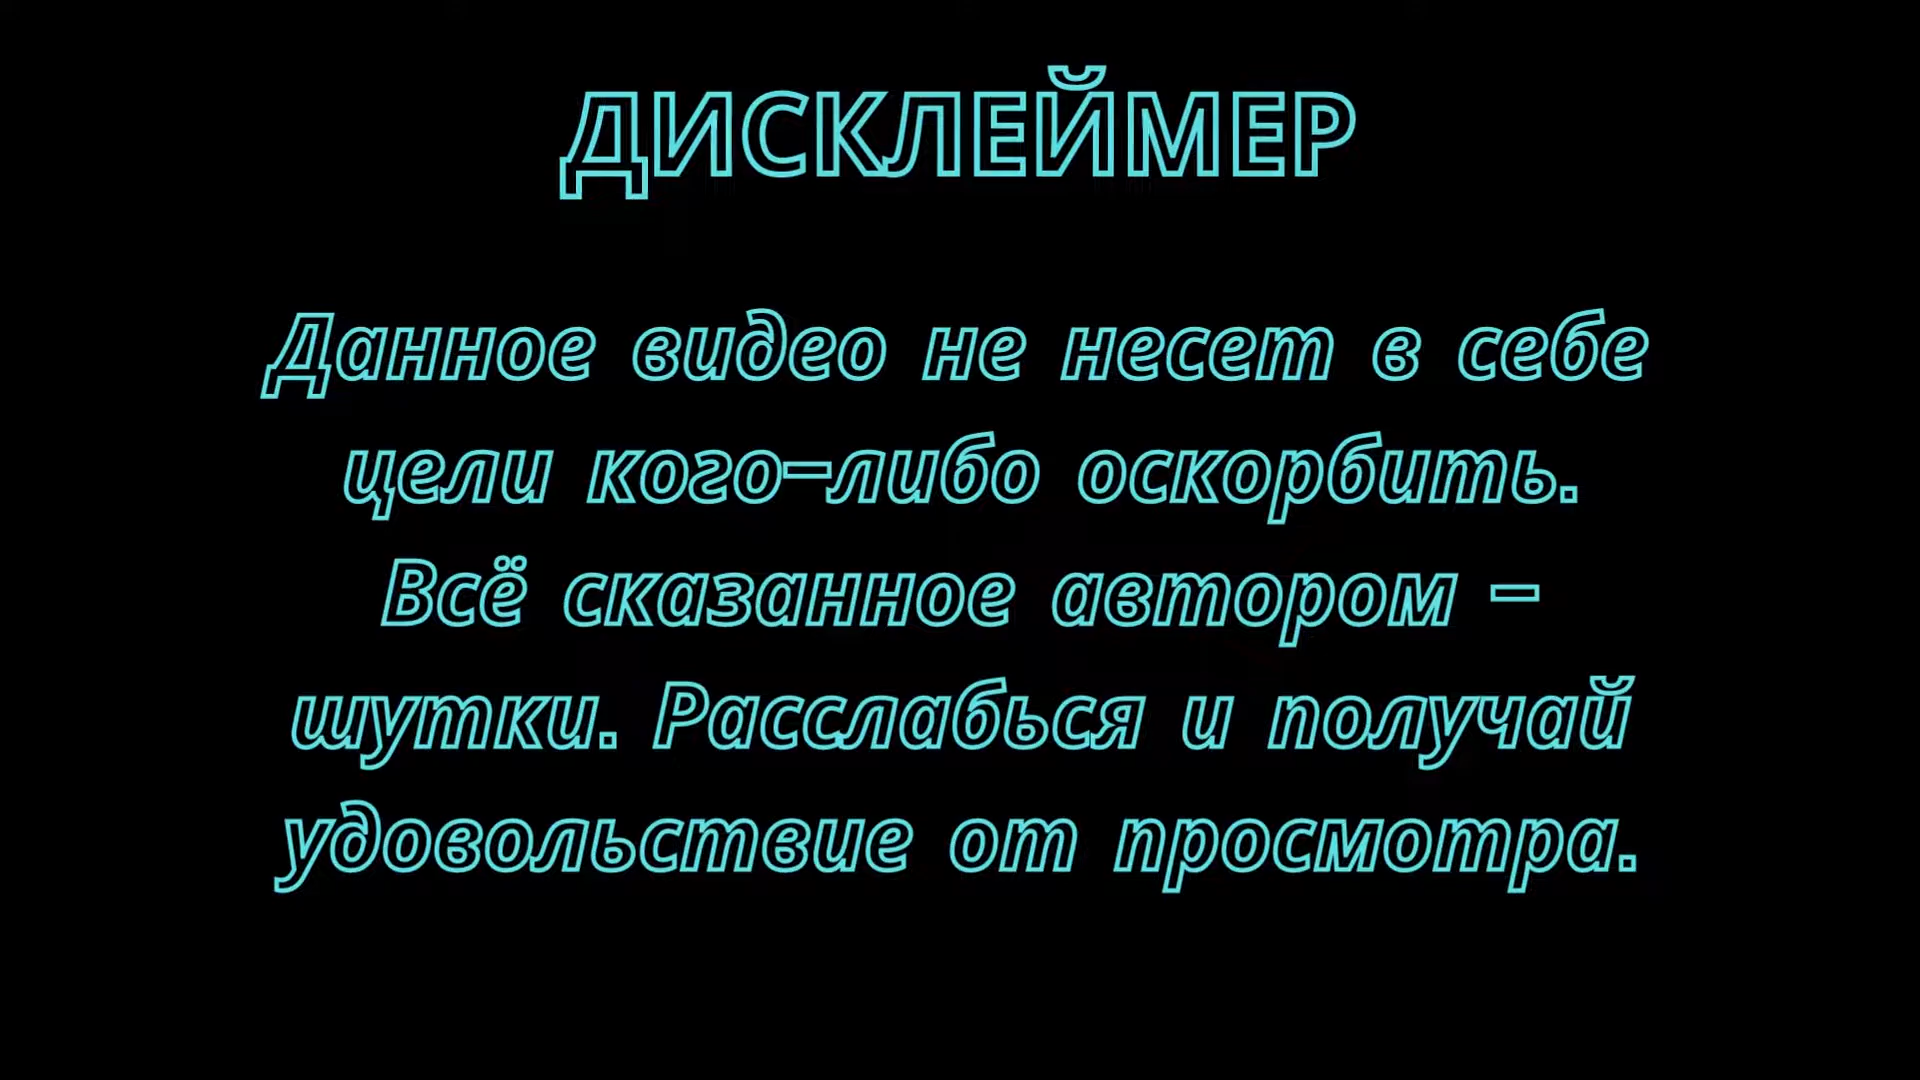 ДИСКЛЕЙМЕР
Данное видео не несет в себе
цели кого-либо оскорбить.
Всё сказанное автором -
шутки. Расслабься и получай
удовольствие от просмотра.